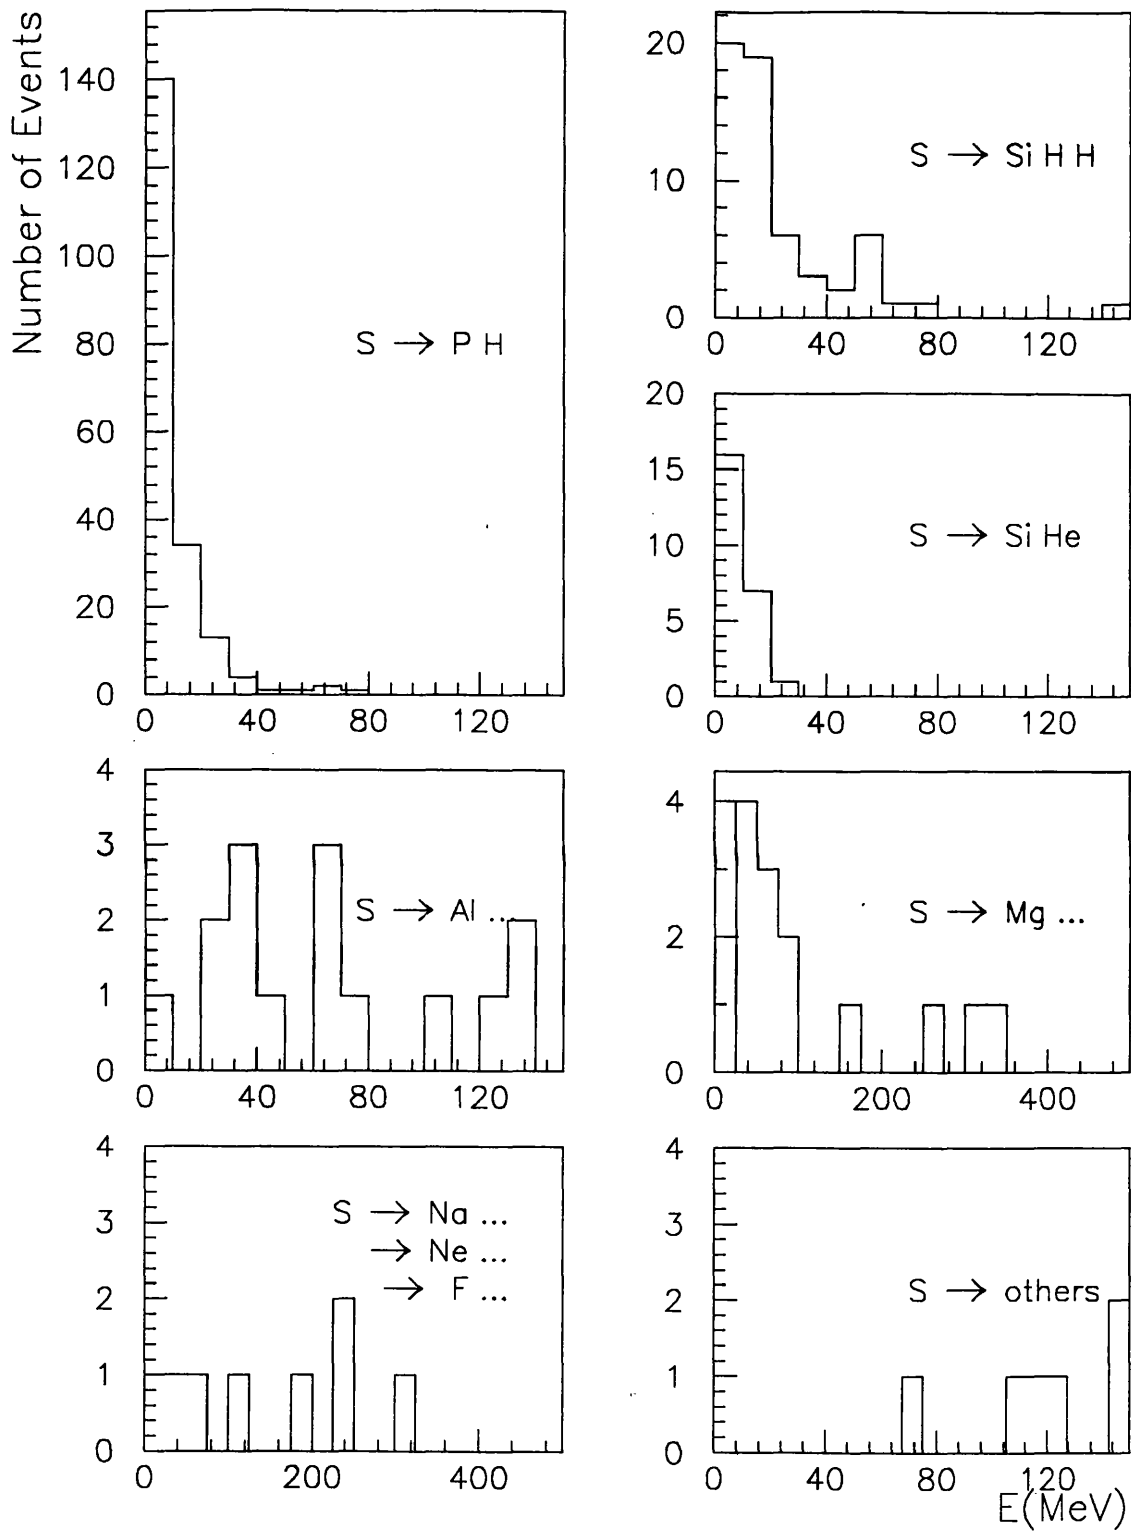 Number of Events
140
120
100
80
60
40
20
0
0 40 80 120
S → P H
20
10
0
0 40 80 120
S → Si H H
20
15
10
5
0
0 40 80 120
S → Si He
4
3
2
1
0
0 40 80 120
S → Al ...
4
2
0
0 200 400
S → Mg ...
4
3
2
1
0
0 200 400
S → Na ...
→ Ne ...
→ F ...
4
3
2
1
0
0 40 80 120
S → others
E(MeV)